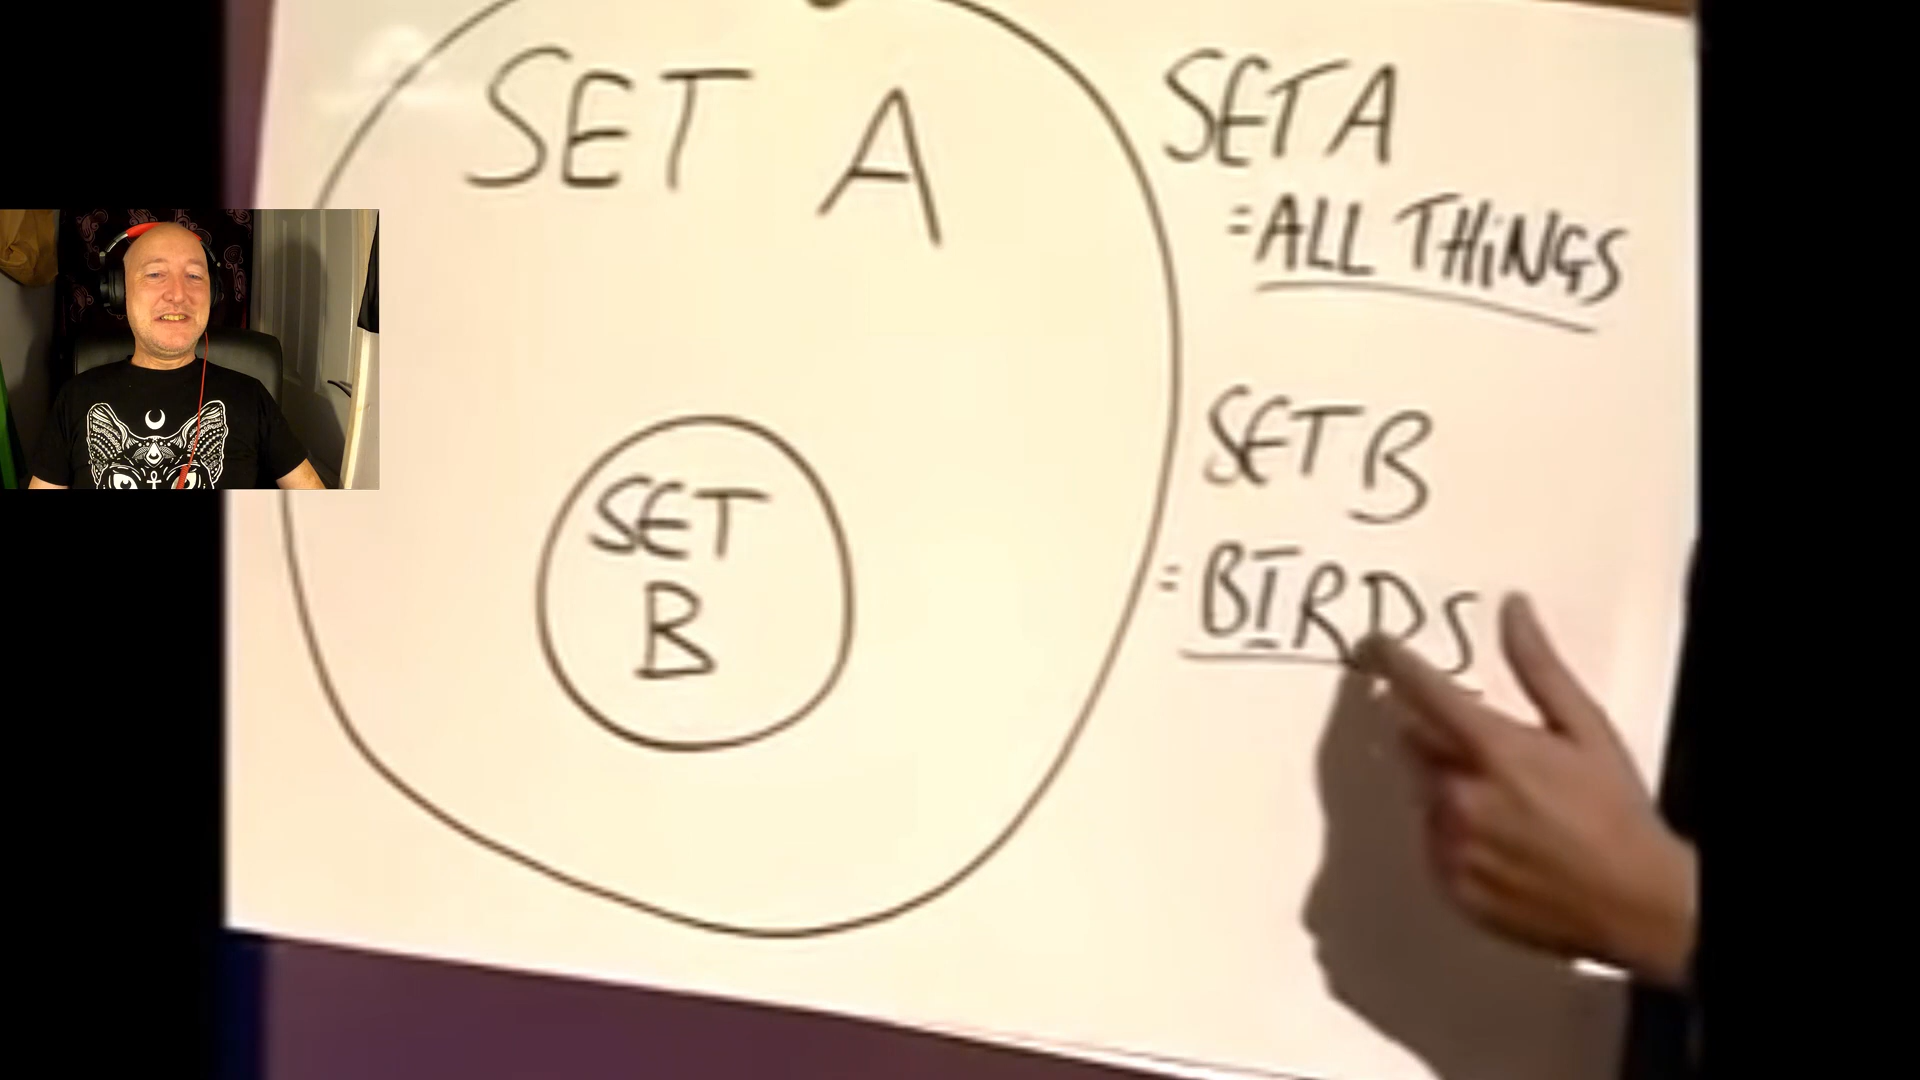 SET A
SET
B
SET A
= ALL THiNGS
SET B
= BIRDS